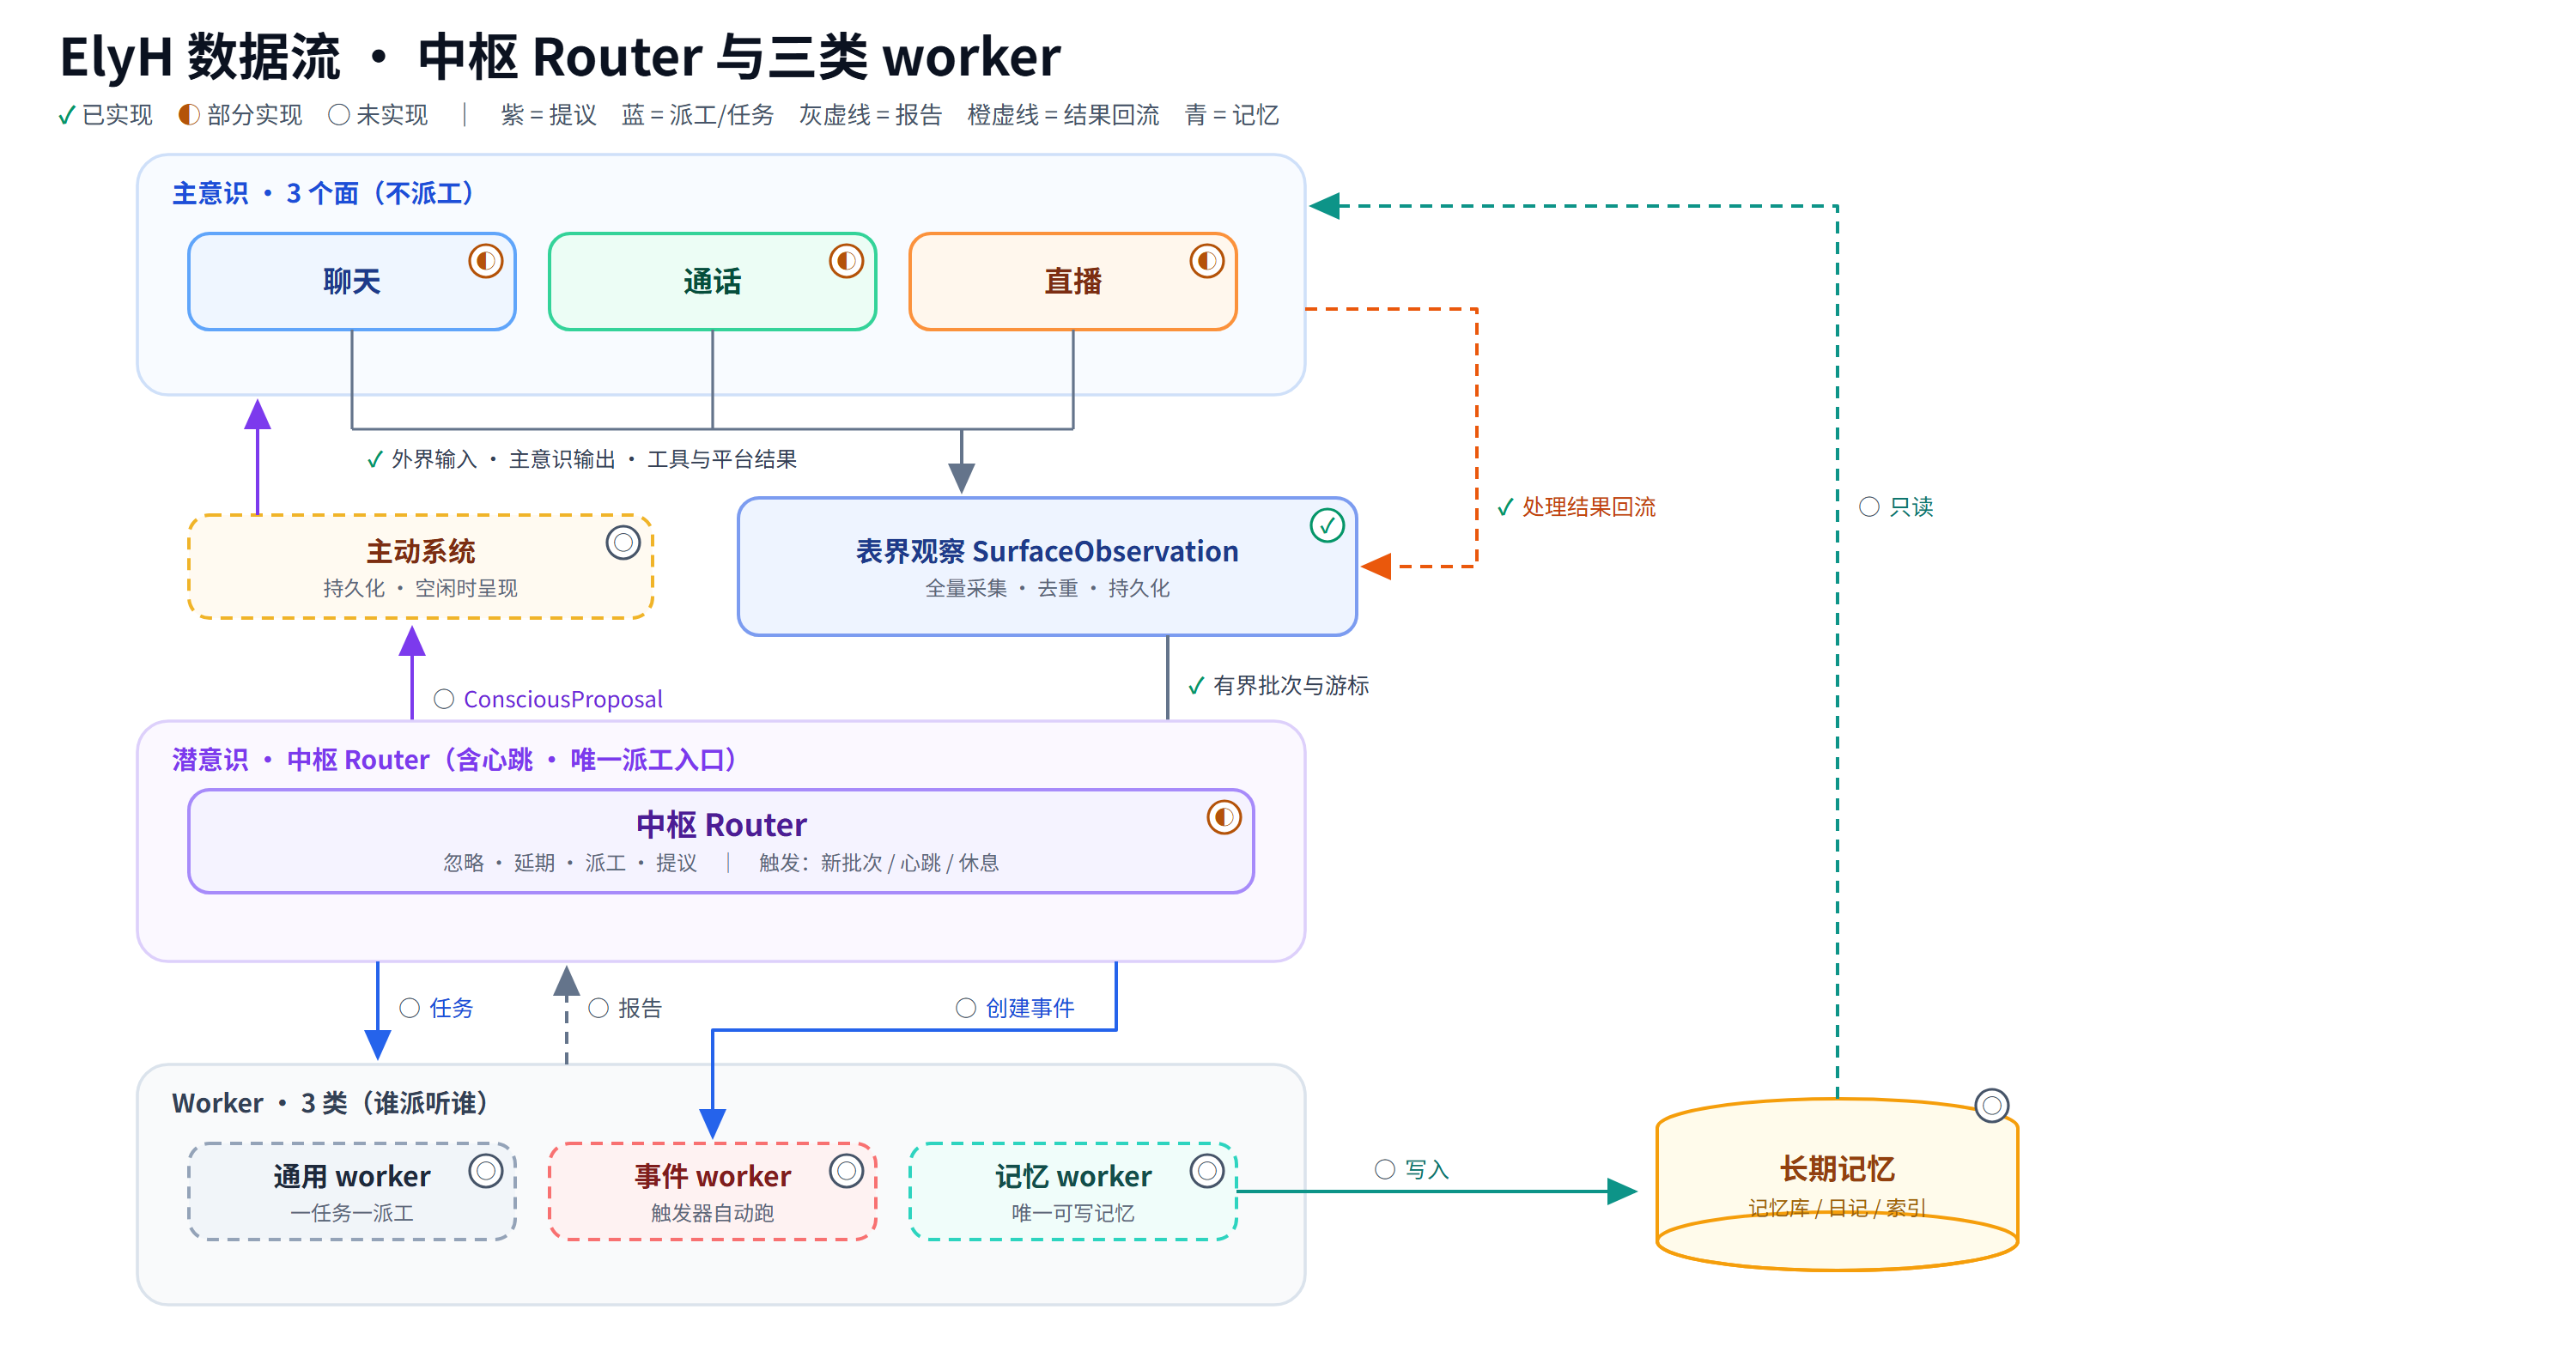 ElyH 数据流 · 中枢 Router 与三类 worker
✓ 已实现 ◐ 部分实现 ○ 未实现 | 紫 = 提议 蓝 = 派工/任务 灰虚线 = 报告 橙虚线 = 结果回流 青 = 记忆
主意识 · 3 个面（不派工）
聊天 ◐
通话 ◐
直播 ◐
✓ 外界输入 · 主意识输出 · 工具与平台结果
✓ 处理结果回流
○ 只读
主动系统 ○
持久化 · 空闲时呈现
表界观察 SurfaceObservation ✓
全量采集 · 去重 · 持久化
○ ConsciousProposal
✓ 有界批次与游标
潜意识 · 中枢 Router（含心跳 · 唯一派工入口）
中枢 Router ◐
忽略 · 延期 · 派工 · 提议 | 触发：新批次 / 心跳 / 休息
○ 任务
○ 报告
○ 创建事件
Worker · 3 类（谁派听谁）
通用 worker ○
一任务一派工
事件 worker ○
触发器自动跑
记忆 worker ○
唯一可写记忆
○ 写入
长期记忆 ○
记忆库 / 日记 / 索引